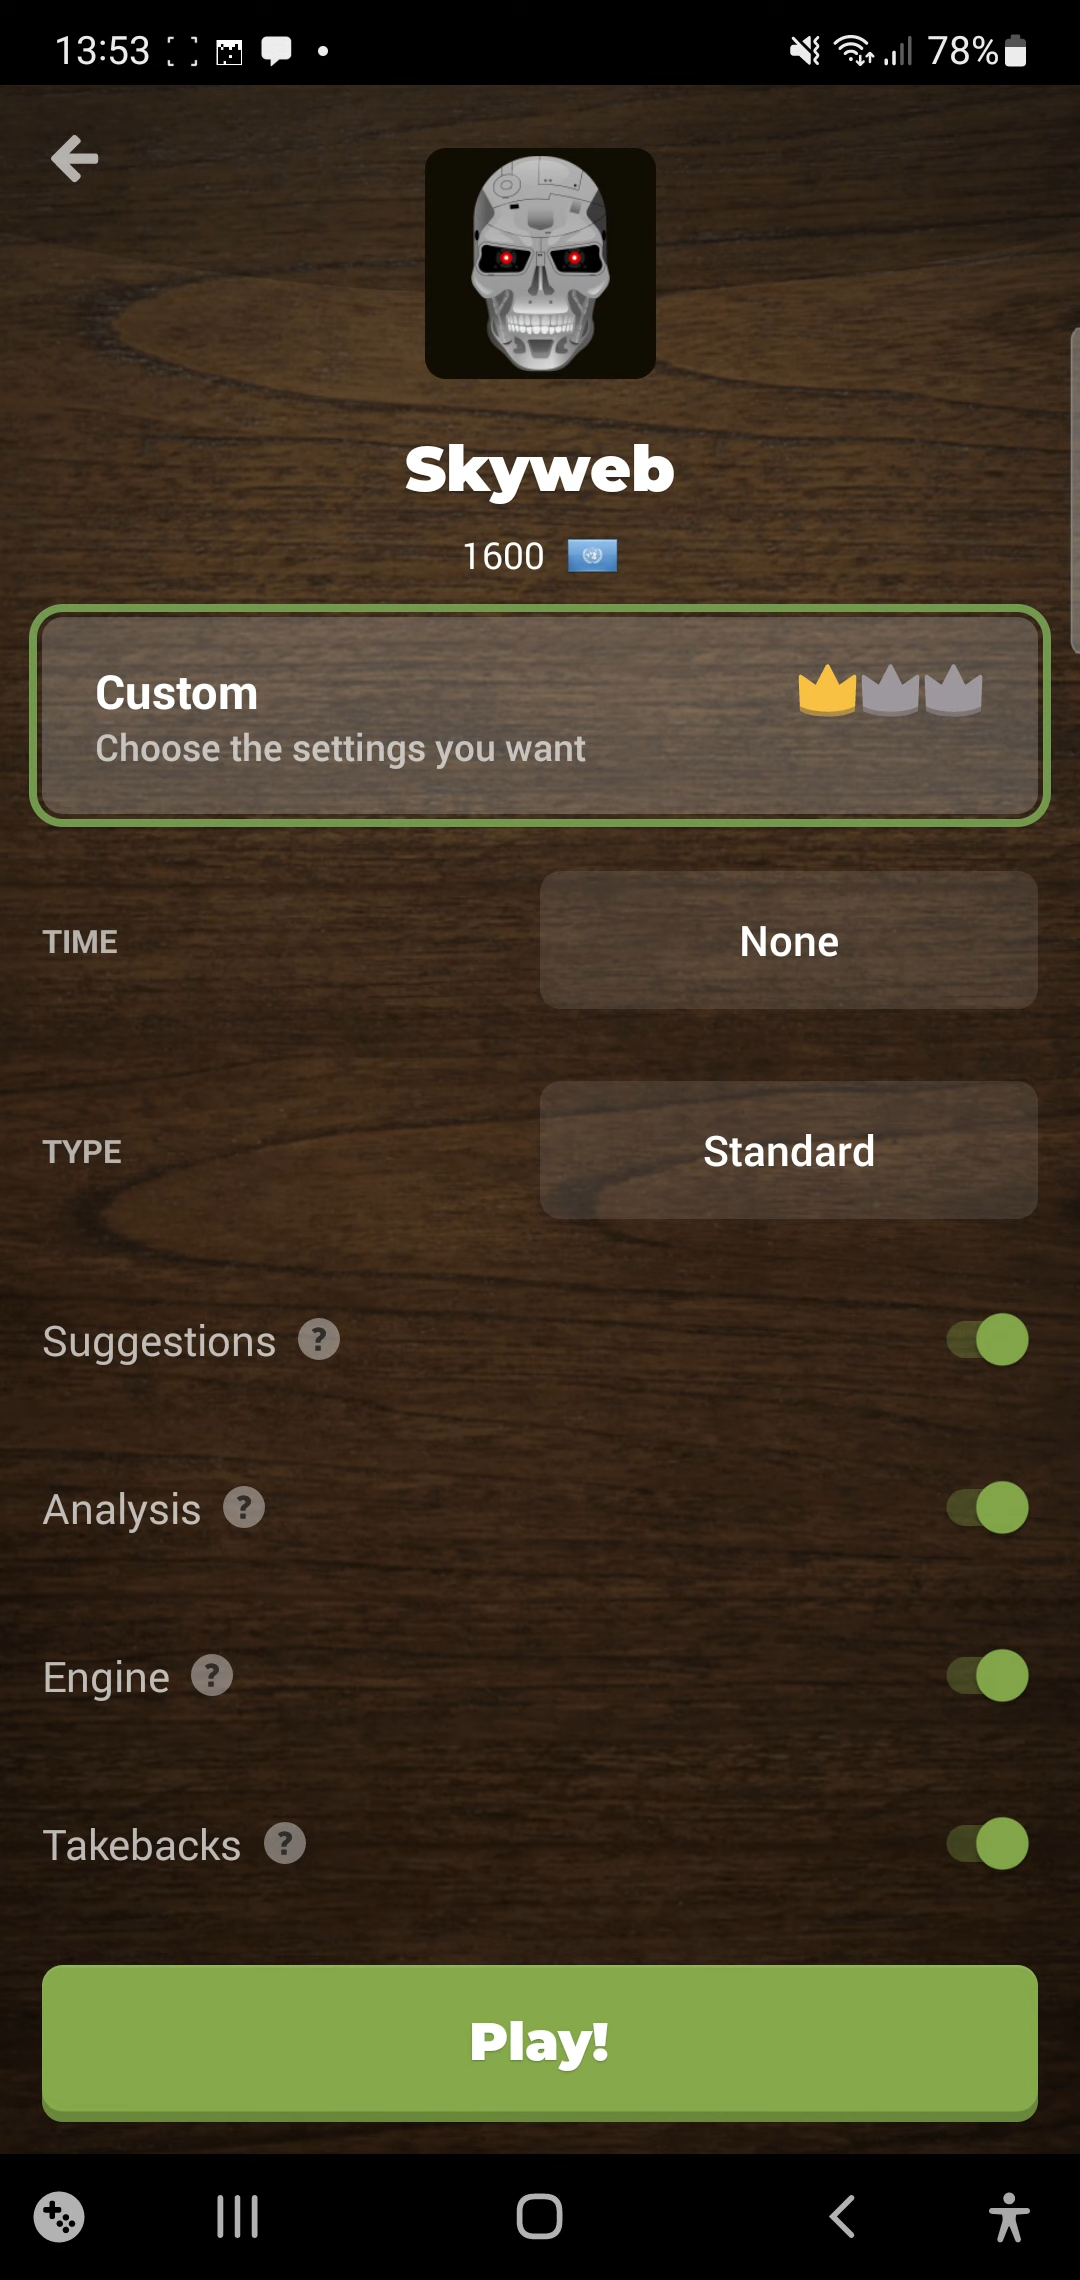 13:53
78%
Skyweb
1600
Custom
Choose the settings you want
TIME
None
TYPE
Standard
Suggestions ?
Analysis ?
Engine ?
Takebacks ?
Play!